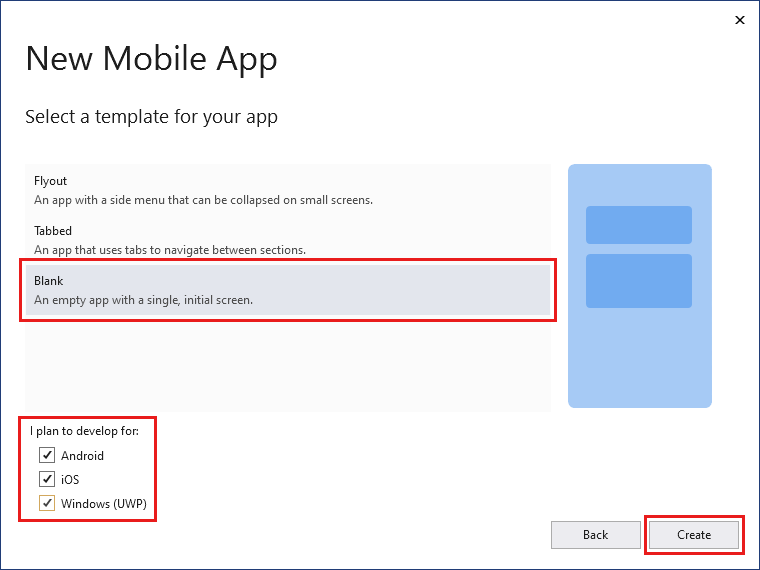 New Mobile App
Select a template for your app
Flyout
An app with a side menu that can be collapsed on small screens.
Tabbed
An app that uses tabs to navigate between sections.
Blank
An empty app with a single, initial screen.
I plan to develop for:
Android
iOS
Windows (UWP)
Back
Create